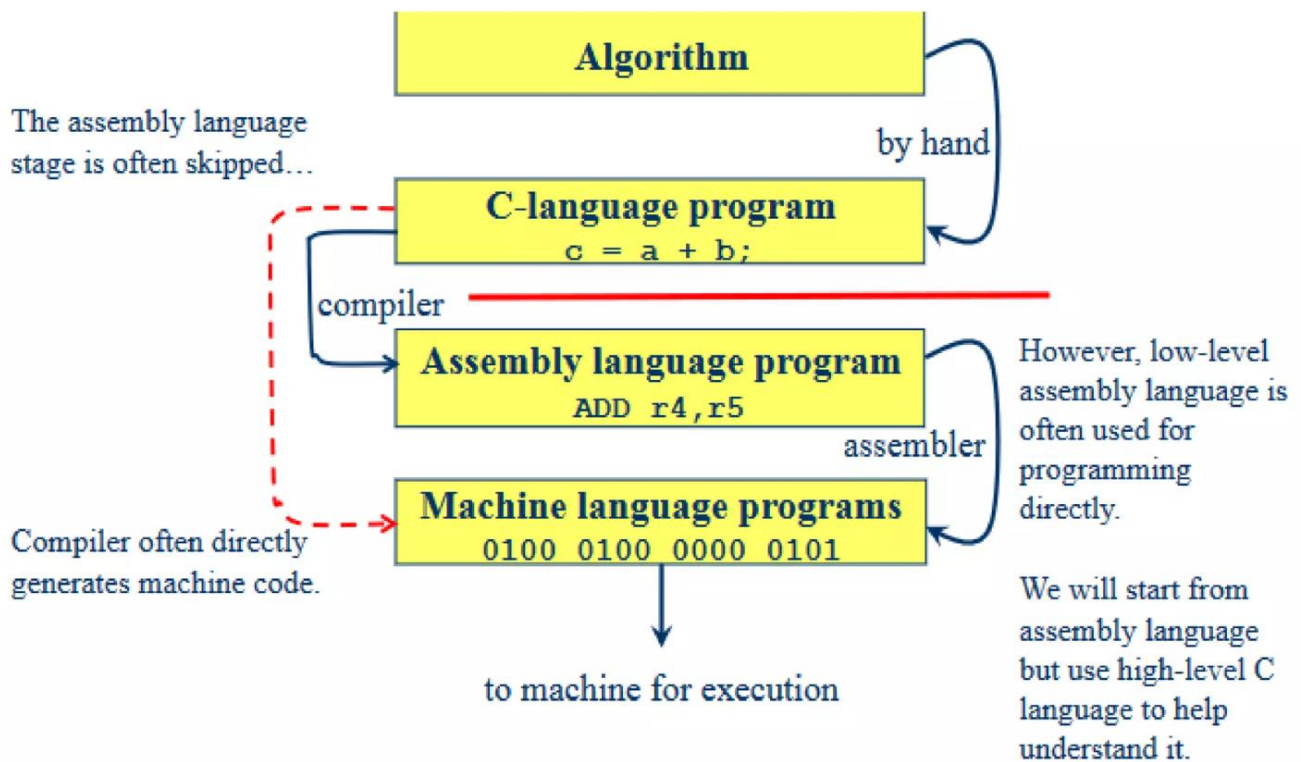 Algorithm
The assembly language
stage is often skipped…
by hand
C-language program
c = a + b;
compiler
Assembly language program
ADD r4,r5
However, low-level
assembly language is
often used for
programming
directly.
assembler
Machine language programs
0100 0100 0000 0101
Compiler often directly
generates machine code.
We will start from
assembly language
but use high-level C
language to help
understand it.
to machine for execution